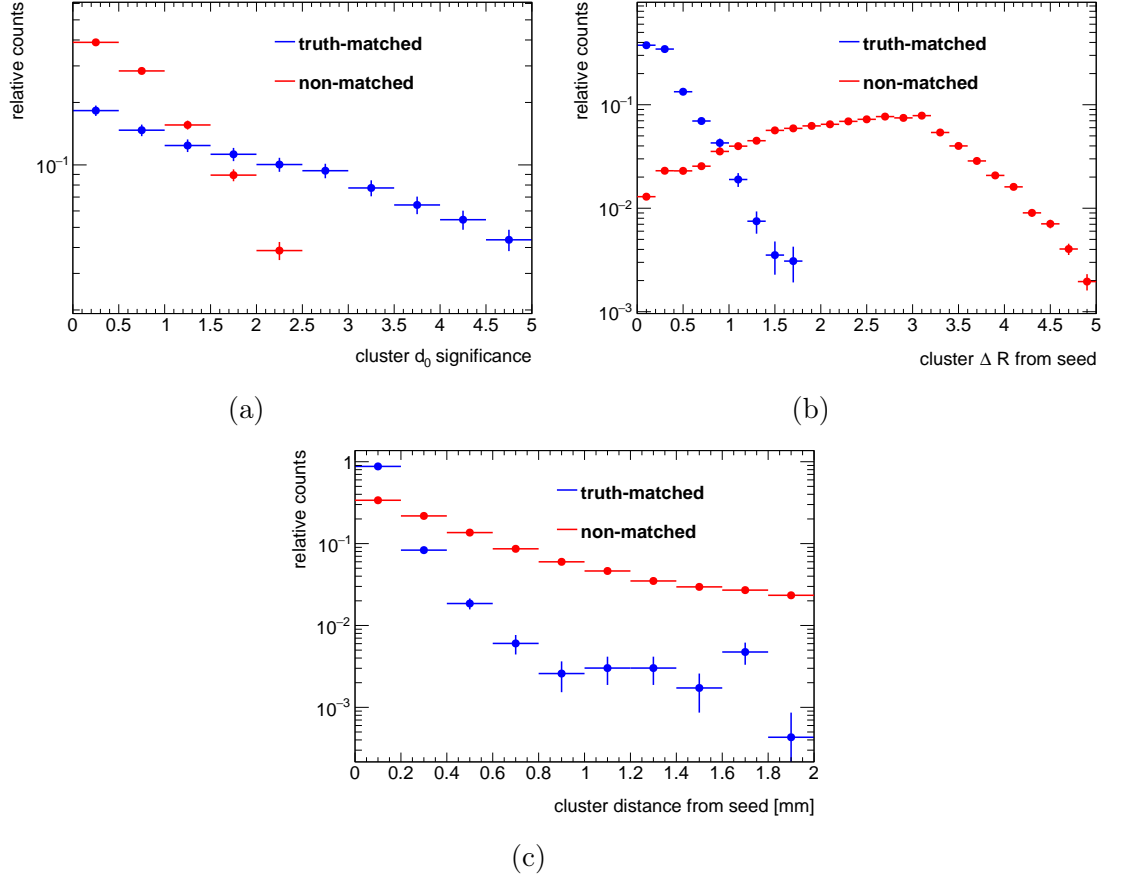 relative counts
truth-matched
non-matched
10⁻¹
0 0.5 1 1.5 2 2.5 3 3.5 4 4.5 5
cluster d₀ significance
(a)
relative counts
truth-matched
non-matched
10⁻¹
10⁻²
10⁻³
0 0.5 1 1.5 2 2.5 3 3.5 4 4.5 5
cluster Δ R from seed
(b)
relative counts
truth-matched
non-matched
1
10⁻¹
10⁻²
10⁻³
0 0.2 0.4 0.6 0.8 1 1.2 1.4 1.6 1.8 2
cluster distance from seed [mm]
(c)